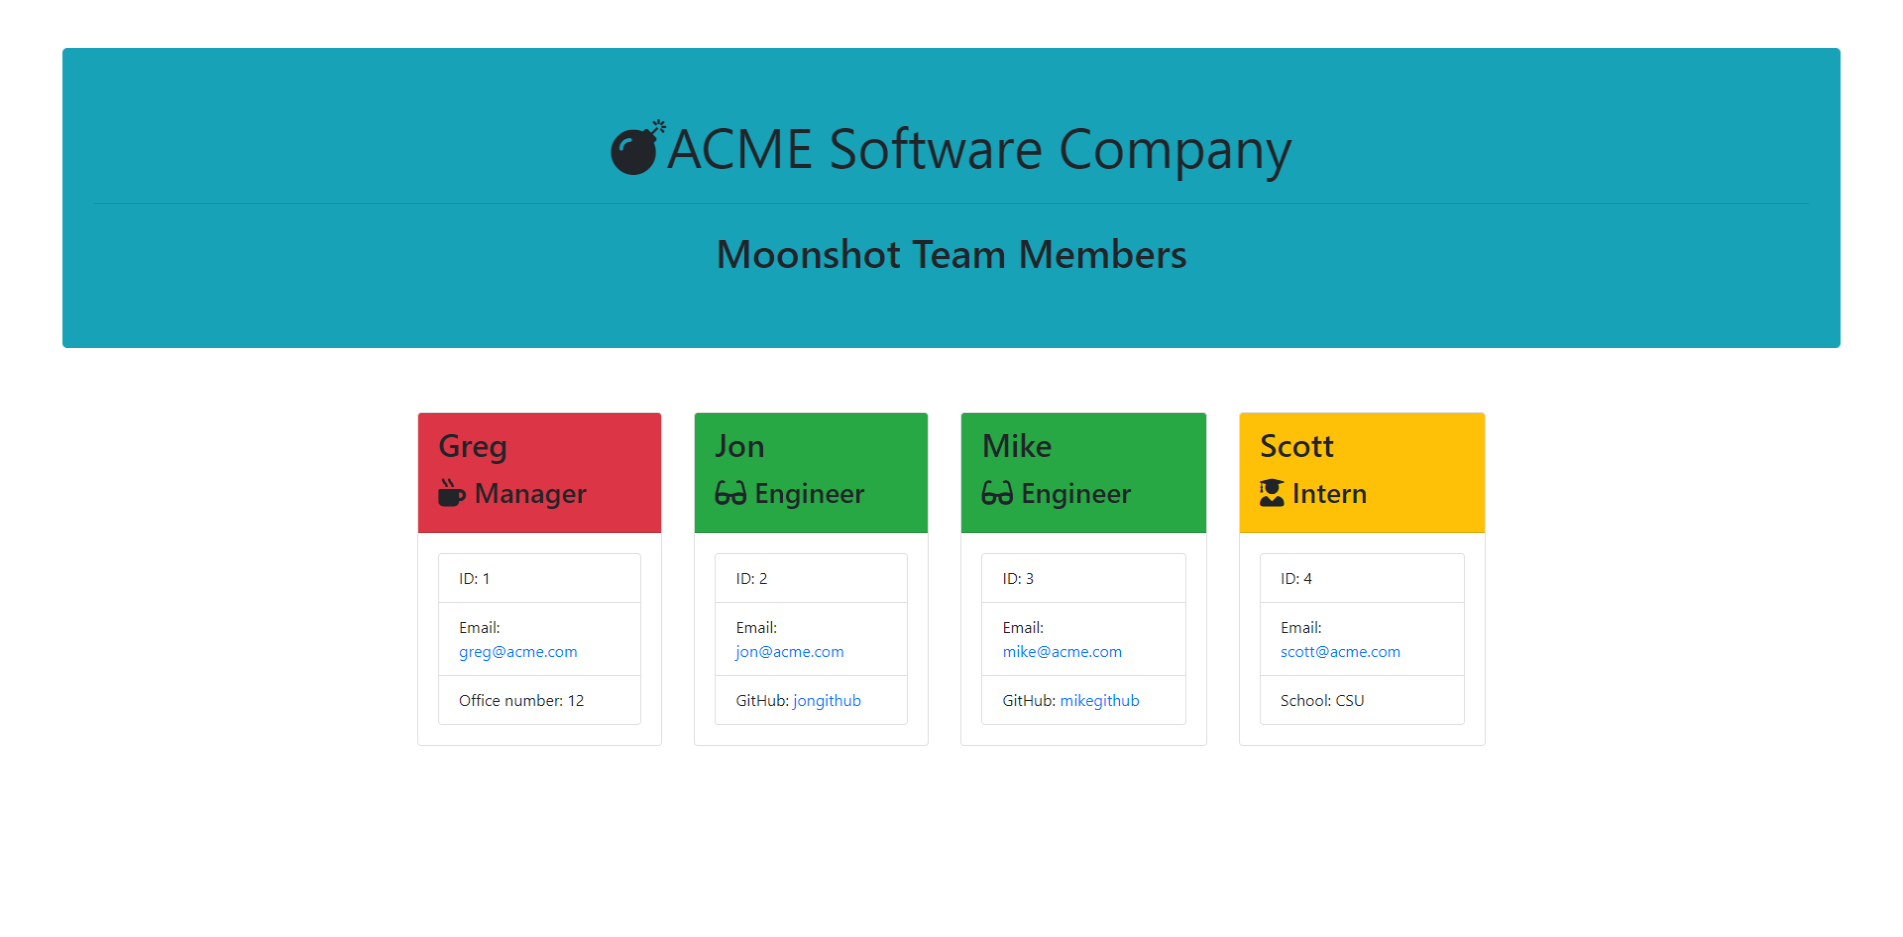 ACME Software Company
Moonshot Team Members
Greg
Manager
ID: 1
Email:
greg@acme.com
Office number: 12
Jon
Engineer
ID: 2
Email:
jon@acme.com
GitHub: jongithub
Mike
Engineer
ID: 3
Email:
mike@acme.com
GitHub: mikegithub
Scott
Intern
ID: 4
Email:
scott@acme.com
School: CSU